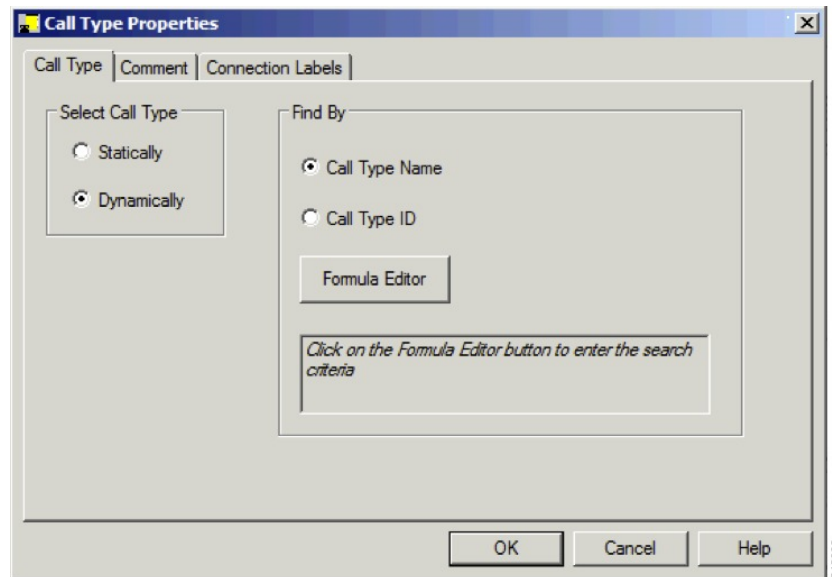 Call Type Properties
Call Type
Comment
Connection Labels
Select Call Type
Statically
Dynamically
Find By
Call Type Name
Call Type ID
Formula Editor
Click on the Formula Editor button to enter the search
criteria
OK
Cancel
Help